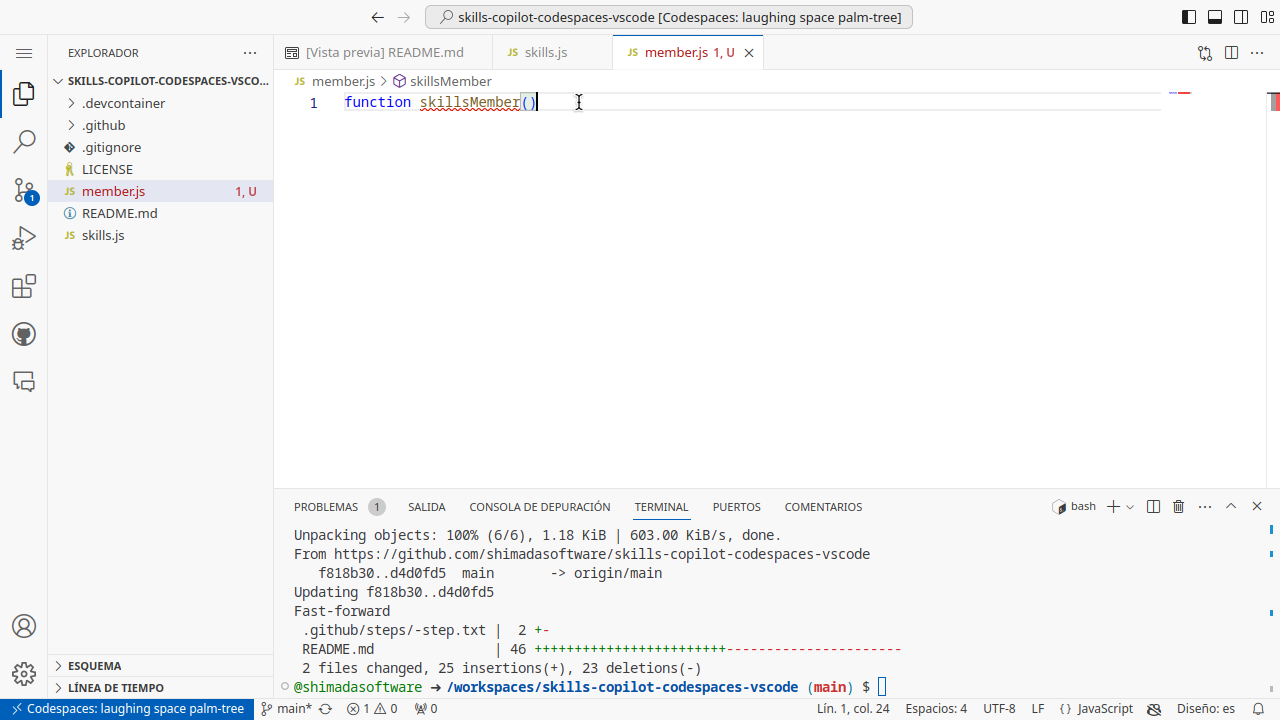 skills-copilot-codespaces-vscode [Codespaces: laughing space palm-tree]
EXPLORADOR
[Vista previa] README.md
skills.js
member.js 1, U
SKILLS-COPILOT-CODESPACES-VSCO...
.devcontainer
.github
.gitignore
LICENSE
member.js 1, U
README.md
skills.js
ESQUEMA
LÍNEA DE TIEMPO
member.js
skillsMember
1 function skillsMember()
PROBLEMAS 1 SALIDA CONSOLA DE DEPURACIÓN TERMINAL PUERTOS COMENTARIOS
bash
Unpacking objects: 100% (6/6), 1.18 KiB | 603.00 KiB/s, done.
From https://github.com/shimadasoftware/skills-copilot-codespaces-vscode
f818b30..d4d0fd5 main -> origin/main
Updating f818b30..d4d0fd5
Fast-forward
.github/steps/-step.txt | 2 +-
README.md | 46 ++++++++++++++++++++++++----------------------
2 files changed, 25 insertions(+), 23 deletions(-)
@shimadasoftware ➜ /workspaces/skills-copilot-codespaces-vscode (main) $
1
Codespaces: laughing space palm-tree main* 1 0 0 Lín. 1, col. 24 Espacios: 4 UTF-8 LF { } JavaScript Diseño: es